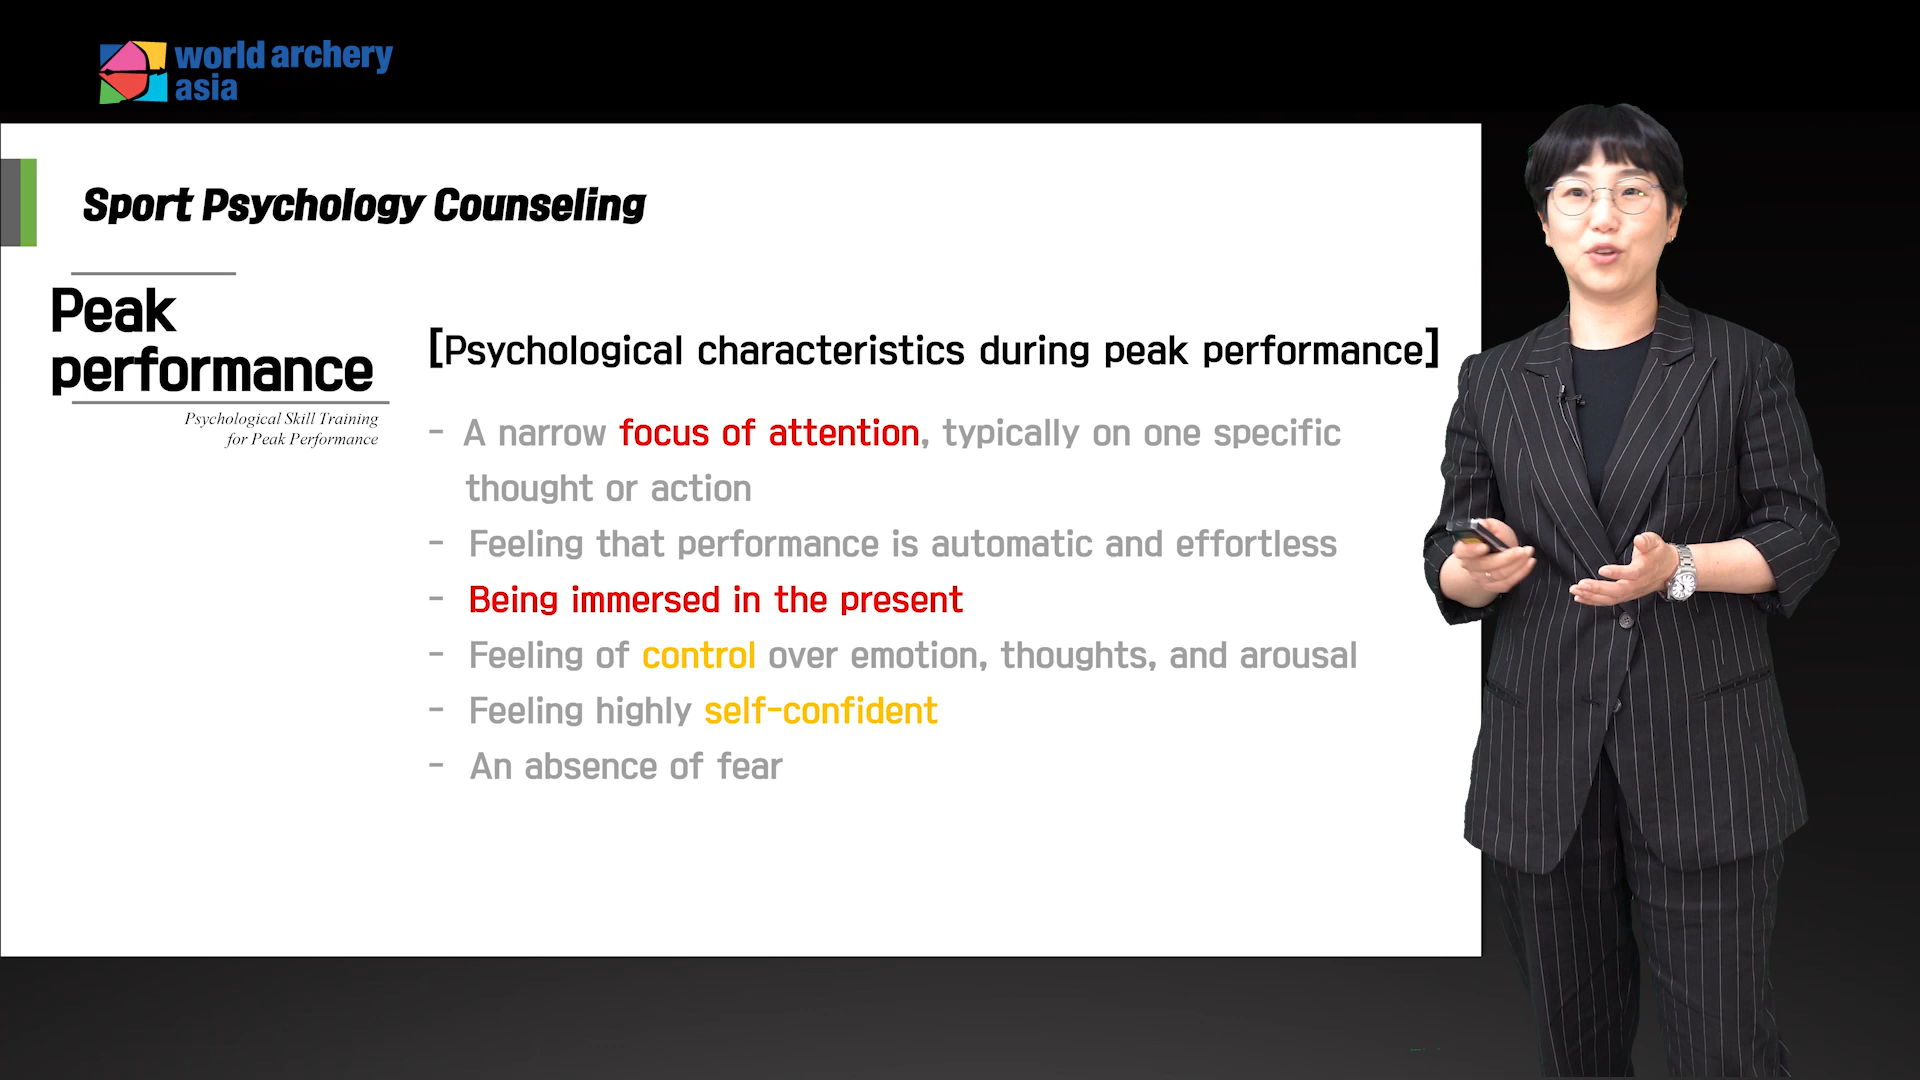 world archery
asia
Sport Psychology Counseling
Peak
performance
Psychological Skill Training
for Peak Performance
[Psychological characteristics during peak performance]
- A narrow focus of attention, typically on one specific
thought or action
- Feeling that performance is automatic and effortless
- Being immersed in the present
- Feeling of control over emotion, thoughts, and arousal
- Feeling highly self-confident
- An absence of fear